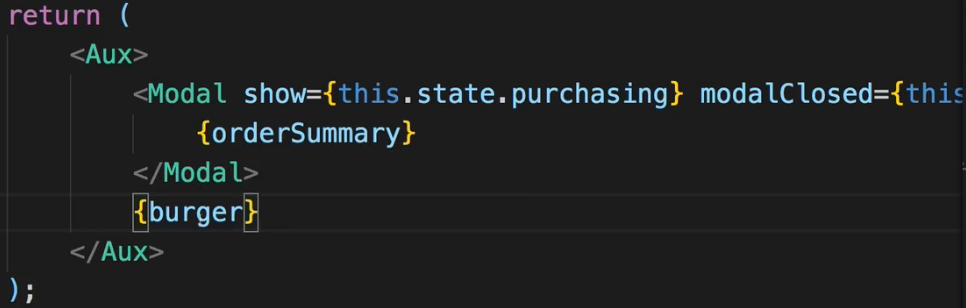 return (
<Aux>
<Modal show={this.state.purchasing} modalClosed={this
{orderSummary}
</Modal>
{burger}
</Aux>
);